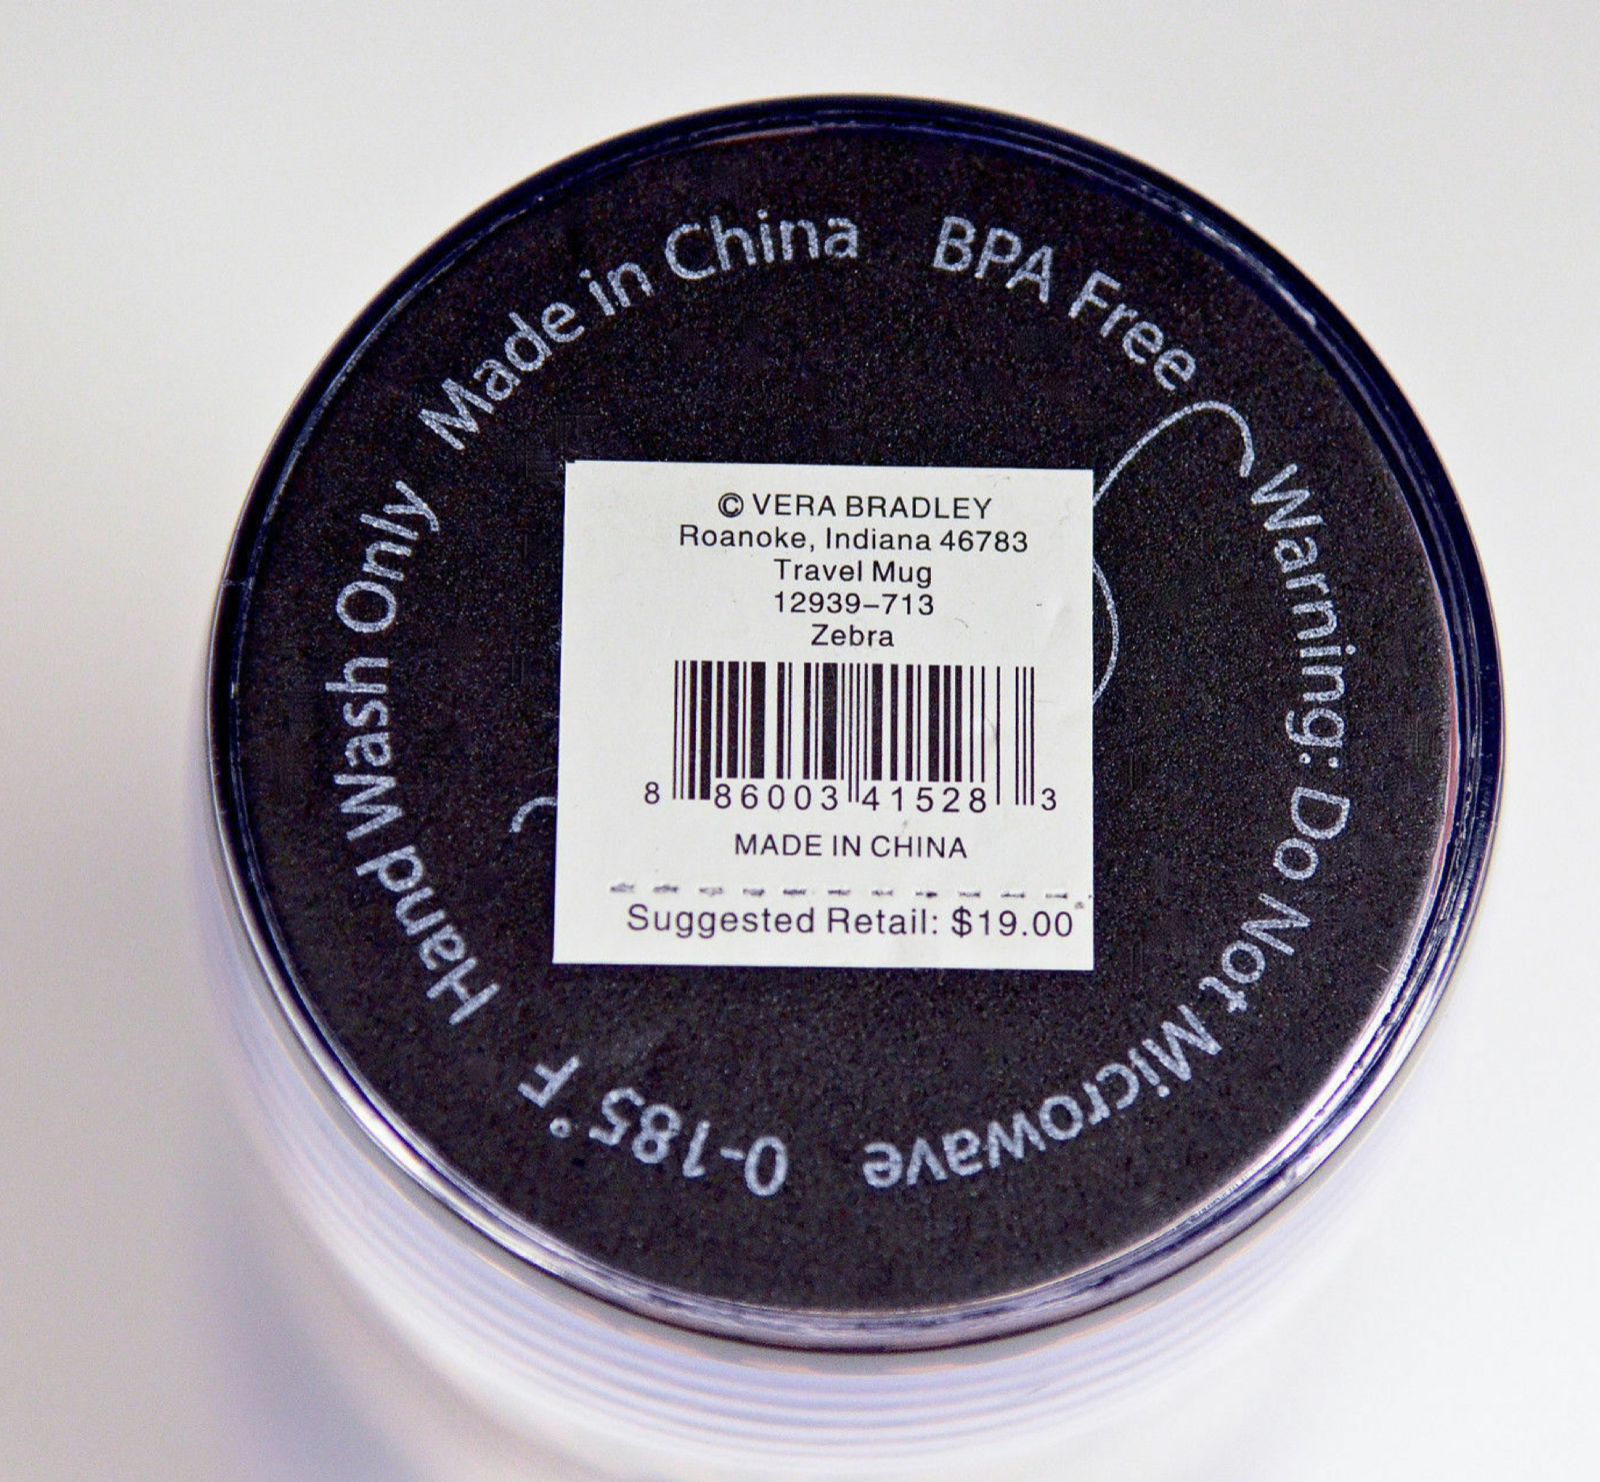 Made in China
BPA Free
Warning: Do Not Microwave
0-185°F
Hand Wash Only
© VERA BRADLEY
Roanoke, Indiana 46783
Travel Mug
12939–713
Zebra
8 86003 41528 3
MADE IN CHINA
Suggested Retail: $19.00